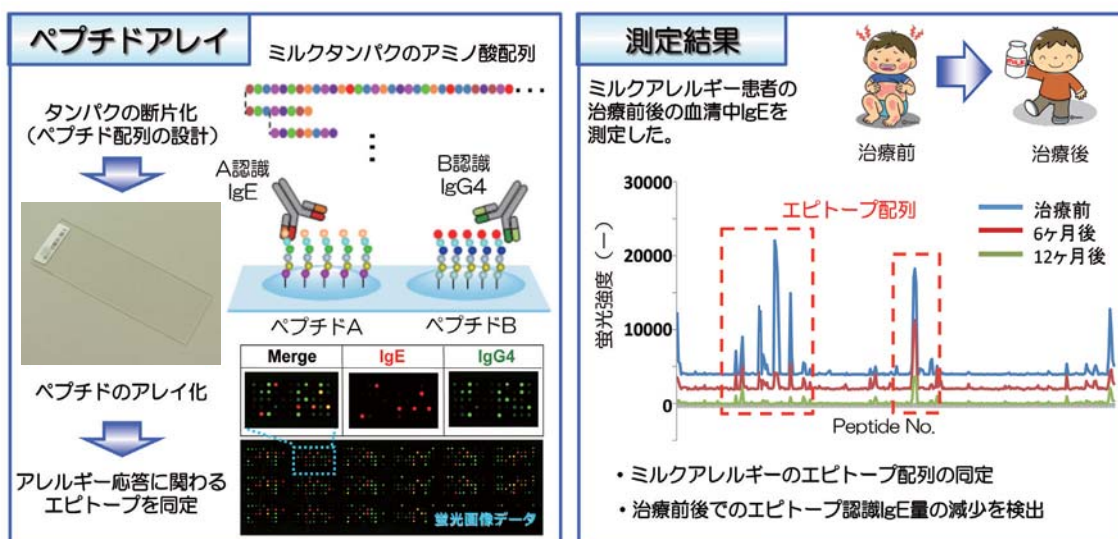 ペプチドアレイ
ミルクタンパクのアミノ酸配列
タンパクの断片化
(ペプチド配列の設計)
A認識
IgE
B認識
IgG4
ペプチドA
ペプチドB
Merge
IgE
IgG4
ペプチドのアレイ化
アレルギー応答に関わる
エピトープを同定
蛍光画像データ
測定結果
ミルクアレルギー患者の
治療前後の血清中IgEを
測定した。
MILK
治療前
治療後
30000
20000
10000
0
蛍光強度(ー)
エピトープ配列
治療前
6ヶ月後
12ヶ月後
Peptide No.
・ミルクアレルギーのエピトープ配列の同定
・治療前後でのエピトープ認識IgE量の減少を検出